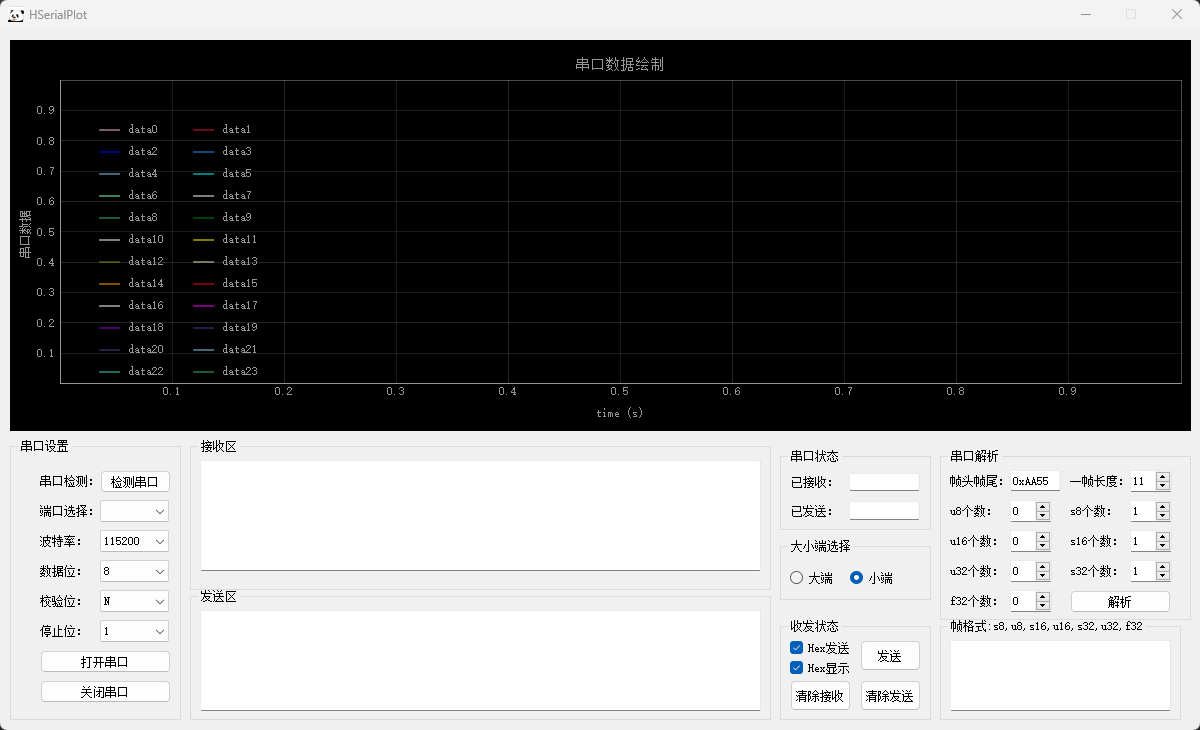 HSerialPlot
串口数据绘制
0.9
0.8
0.7
0.6
0.5
0.4
0.3
0.2
0.1
串口数据
data0 data1
data2 data3
data4 data5
data6 data7
data8 data9
data10 data11
data12 data13
data14 data15
data16 data17
data18 data19
data20 data21
data22 data23
0.1 0.2 0.3 0.4 0.5 0.6 0.7 0.8 0.9
time (s)
串口设置
串口检测: 检测串口
端口选择:
波特率: 115200
数据位: 8
校验位: N
停止位: 1
打开串口
关闭串口
接收区
发送区
串口状态
已接收:
已发送:
大小端选择
大端 小端
收发状态
Hex发送
Hex显示
发送
清除接收 清除发送
串口解析
帧头帧尾: 0xAA55 一帧长度: 11
u8个数: 0 s8个数: 1
u16个数: 0 s16个数: 1
u32个数: 0 s32个数: 1
f32个数: 0 解析
帧格式:s8,u8,s16,u16,s32,u32,f32